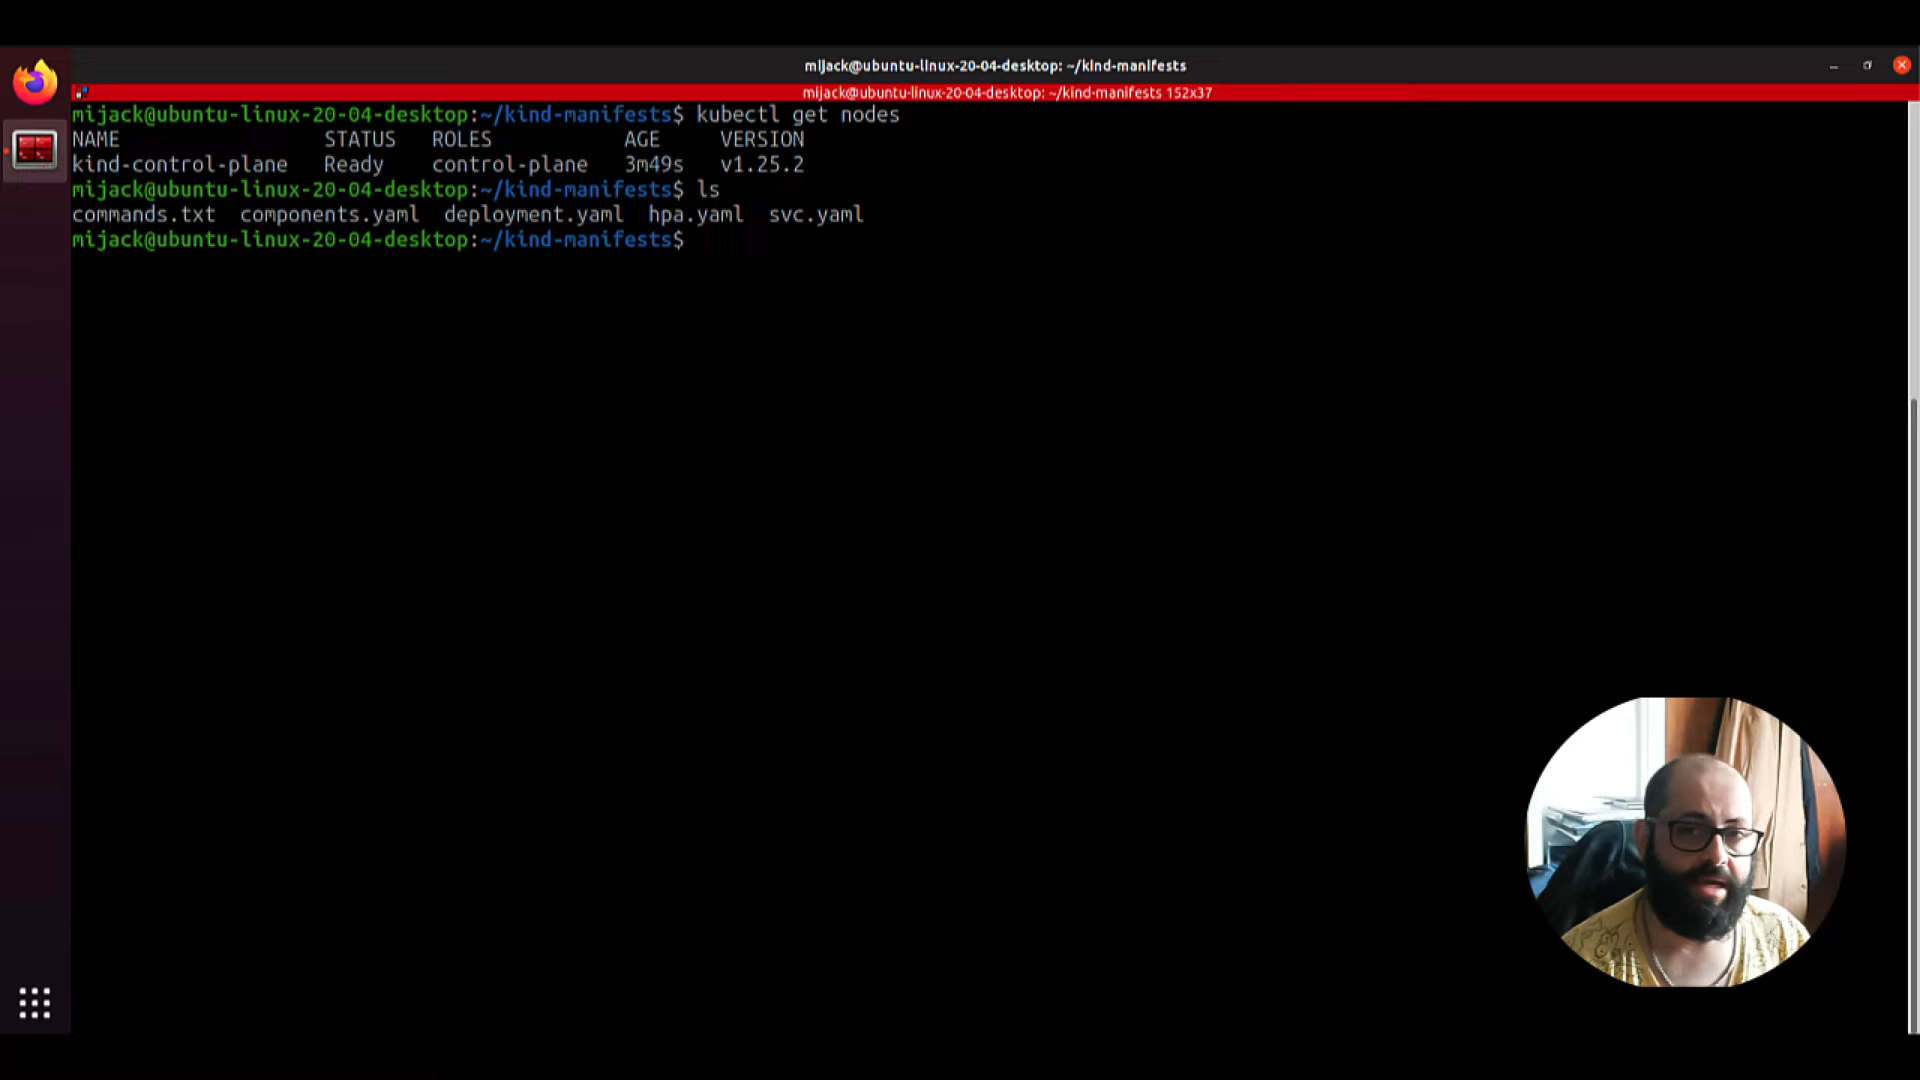 mijack@ubuntu-linux-20-04-desktop: ~/kind-manifests
mijack@ubuntu-linux-20-04-desktop: ~/kind-manifests 152x37
mijack@ubuntu-linux-20-04-desktop:~/kind-manifests$ kubectl get nodes
NAME STATUS ROLES AGE VERSION
kind-control-plane Ready control-plane 3m49s v1.25.2
mijack@ubuntu-linux-20-04-desktop:~/kind-manifests$ ls
commands.txt components.yaml deployment.yaml hpa.yaml svc.yaml
mijack@ubuntu-linux-20-04-desktop:~/kind-manifests$